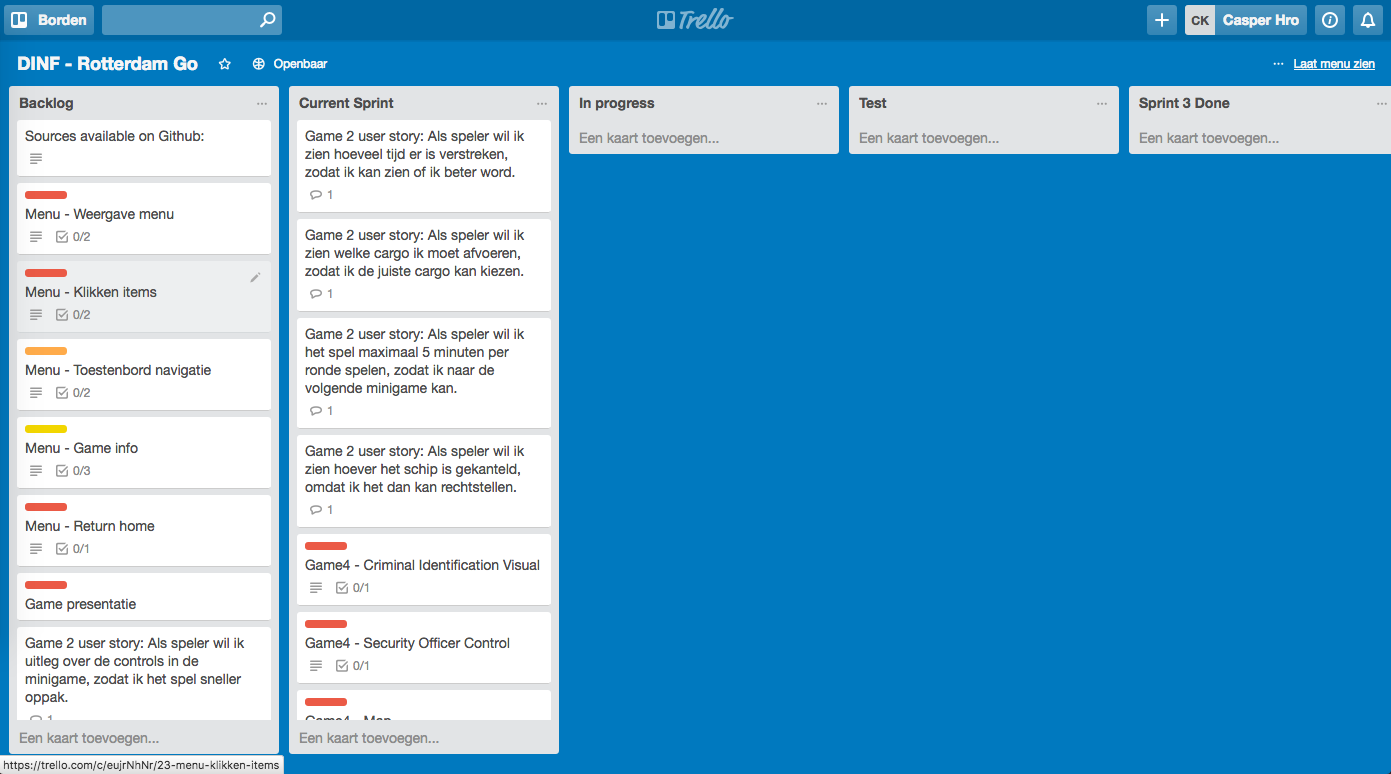 Borden
Trello
CK
Casper Hro
DINF - Rotterdam Go
Openbaar
Laat menu zien
Backlog
Sources available on Github:
Menu - Weergave menu
0/2
Menu - Klikken items
0/2
Menu - Toestenbord navigatie
0/2
Menu - Game info
0/3
Menu - Return home
0/1
Game presentatie
Game 2 user story: Als speler wil ik
uitleg over de controls in de
minigame, zodat ik het spel sneller
oppak.
1
Een kaart toevoegen...
Current Sprint
Game 2 user story: Als speler wil ik
zien hoeveel tijd er is verstreken,
zodat ik kan zien of ik beter word.
1
Game 2 user story: Als speler wil ik
zien welke cargo ik moet afvoeren,
zodat ik de juiste cargo kan kiezen.
1
Game 2 user story: Als speler wil ik
het spel maximaal 5 minuten per
ronde spelen, zodat ik naar de
volgende minigame kan.
1
Game 2 user story: Als speler wil ik
zien hoever het schip is gekanteld,
omdat ik het dan kan rechtstellen.
1
Game4 - Criminal Identification Visual
0/1
Game4 - Security Officer Control
0/1
Game4 - Map
Een kaart toevoegen...
In progress
Een kaart toevoegen...
Test
Een kaart toevoegen...
Sprint 3 Done
Een kaart toevoegen...
https://trello.com/c/eujrNhNr/23-menu-klikken-items